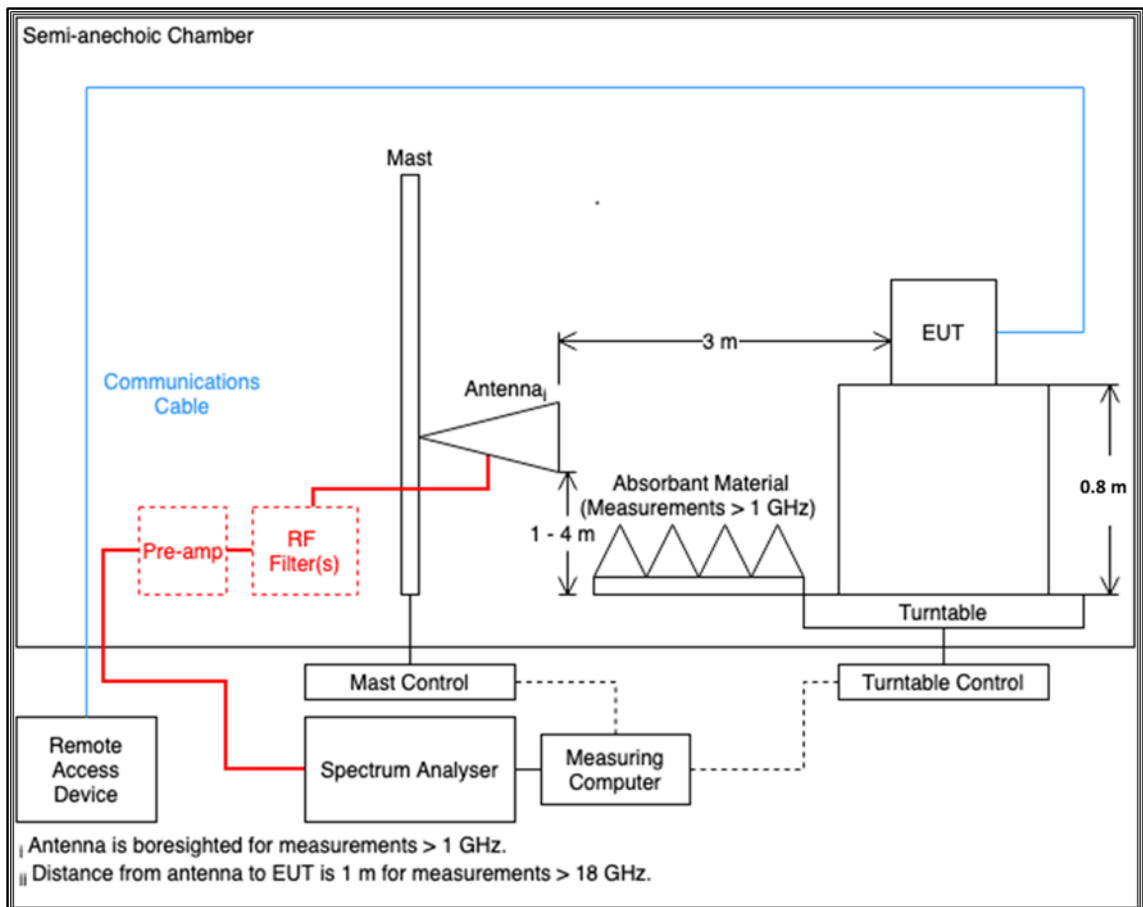 Semi-anechoic Chamber
Mast
EUT
3 m
Communications
Cable
Antennai
Absorbant Material
(Measurements > 1 GHz)
0.8 m
1 - 4 m
RF
Filter(s)
Pre-amp
Turntable
Mast Control
Turntable Control
Remote
Access
Device
Spectrum Analyser
Measuring
Computer
i Antenna is boresighted for measurements > 1 GHz.
ii Distance from antenna to EUT is 1 m for measurements > 18 GHz.